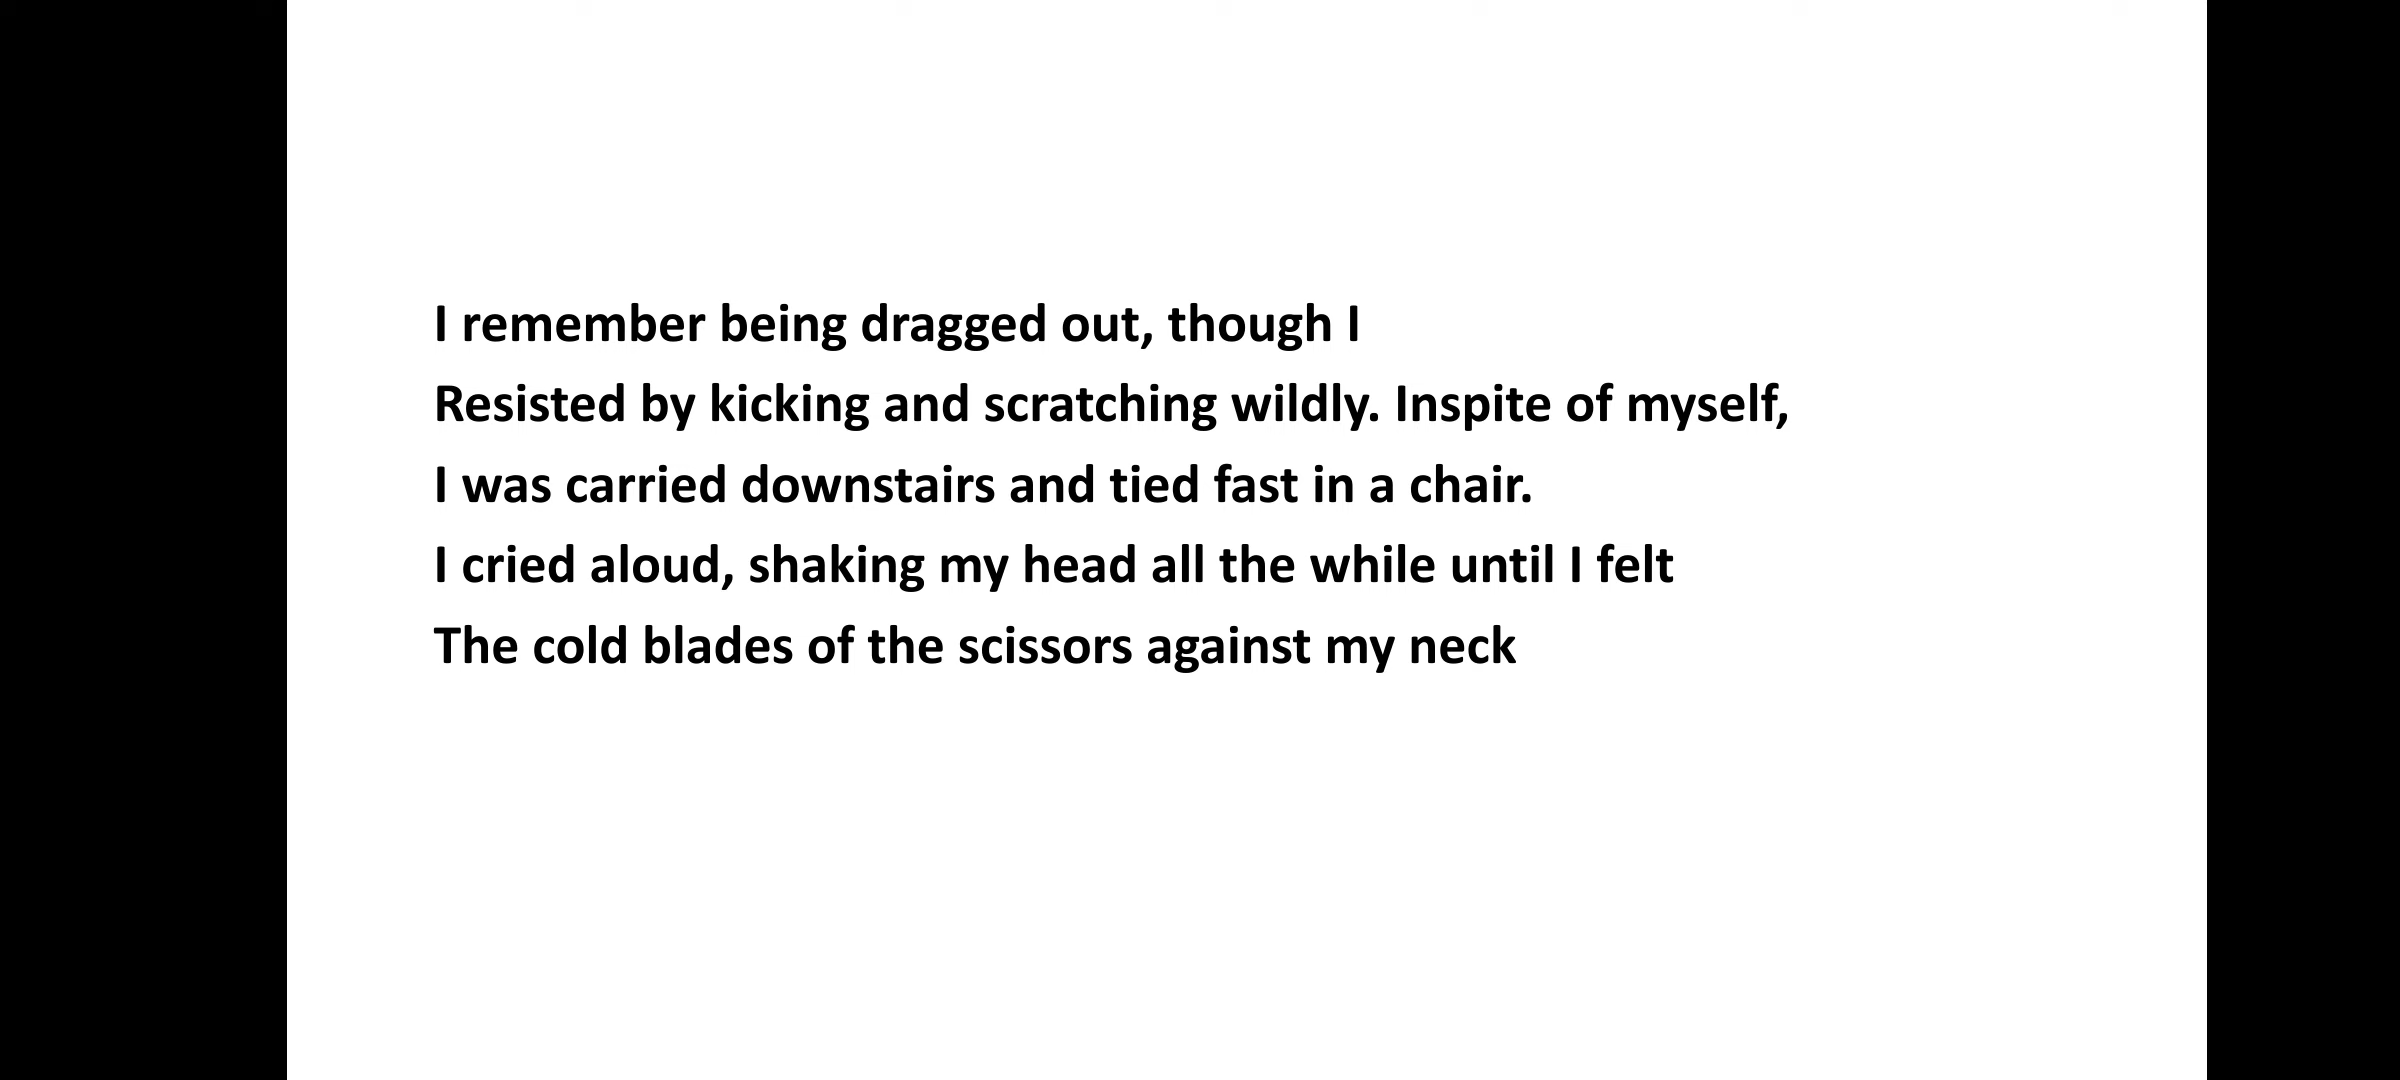 I remember being dragged out, though I
Resisted by kicking and scratching wildly. Inspite of myself,
I was carried downstairs and tied fast in a chair.
I cried aloud, shaking my head all the while until I felt
The cold blades of the scissors against my neck